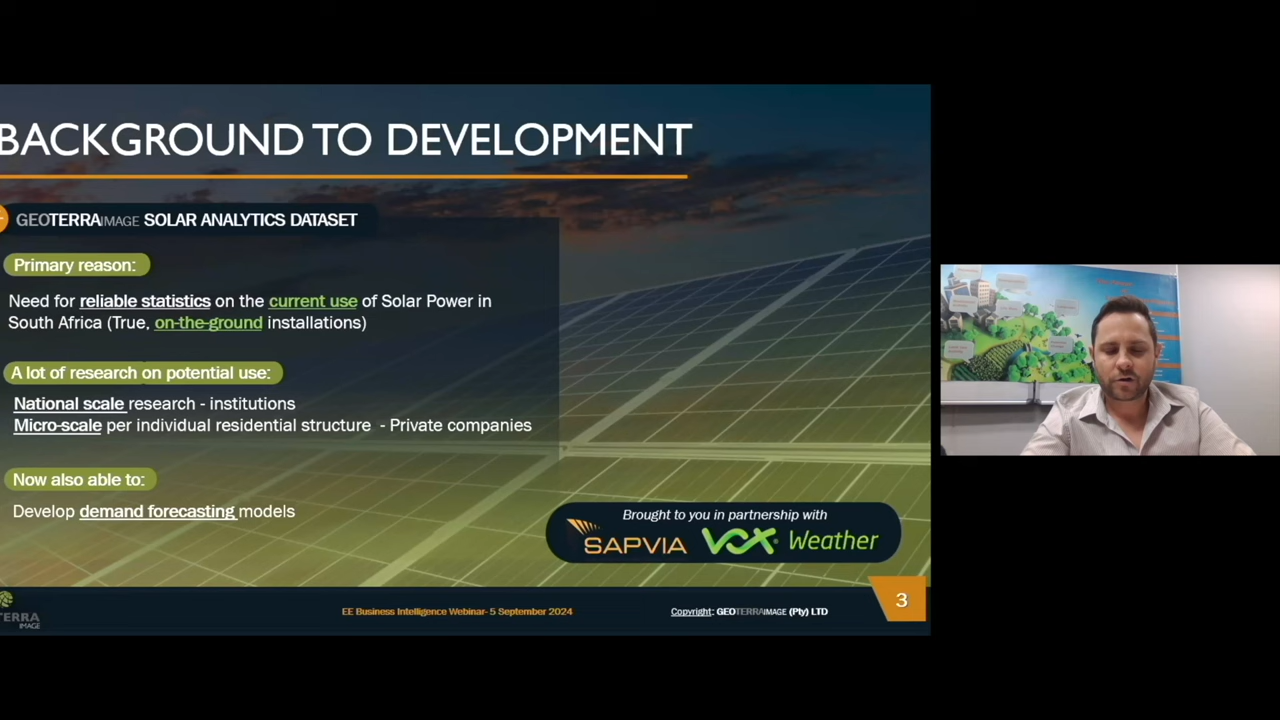 BACKGROUND TO DEVELOPMENT
GEOTERRAIMAGE SOLAR ANALYTICS DATASET
Primary reason:
Need for reliable statistics on the current use of Solar Power in
South Africa (True, on-the-ground installations)
A lot of research on potential use:
National scale research - institutions
Micro-scale per individual residential structure - Private companies
Now also able to:
Develop demand forecasting models
Brought to you in partnership with
SAPVIA VOX Weather
TERRA
IMAGE
EE Business Intelligence Webinar- 5 September 2024
Copyright: GEOTERRAIMAGE (Pty) LTD
3